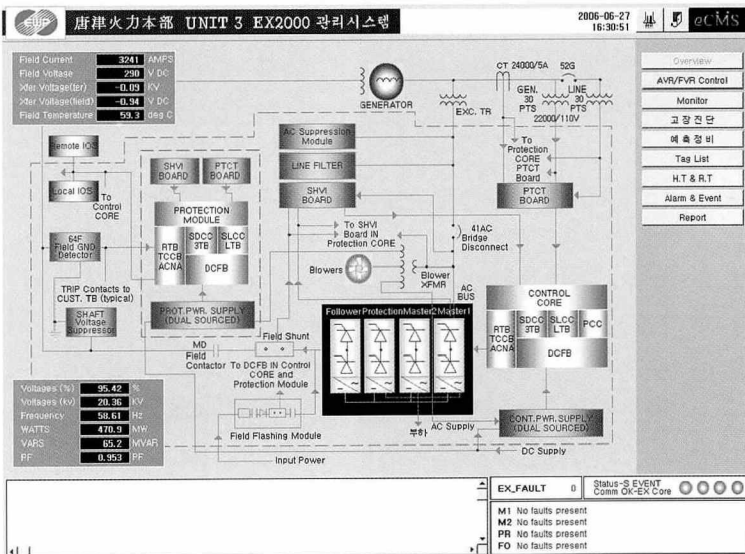 EWP 唐津火力本部 UNIT 3 EX2000 관리시스템
2006-06-27
16:30:51
eCMS
Field Current 3241 AMPS
Field Voltage 290 V DC
Xfer Voltage(ter) -0.09 KV
Xfer Voltage(field) -0.94 V DC
Field Temperature 59.3 deg C
GENERATOR
CT 24000/5A
52G
EXC. TR
GEN.
30
PTS
LINE
30
PTS
22000/110V
Overview
AVR/FVR Control
Monitor
고 장 진 단
예 측 정 비
Tag List
H.T & R.T
Alarm & Event
Report
Remote IOS
Local IOS
To
Control
CORE
SHVI
BOARD
PTCT
BOARD
AC Suppression
Module
LINE FILTER
SHVI
BOARD
To
Protection
CORE
PTCT
Board
PTCT
BOARD
PROTECTION
MODULE
RTB
TCCB
ACNA
SDCC
3TB
SLCC
LTB
DCFB
64F
Field GND
Detector
To SHVI
Board IN
Protection CORE
41AC
Bridge
Disconnect
Blowers
Blower
XFMR
AC
BUS
TRIP Contacts to
CUST. TB (typical)
SHAFT
Voltage
Suppressor
PROT.PWR. SUPPLY
(DUAL SOURCED)
Follower Protection Master2 Master1
CONTROL
CORE
RTB
TCCB
ACNA
SDCC
3TB
SLCC
LTB
PCC
DCFB
MD
Field
Contactor
Field Shunt
To DCFB IN Control
CORE and
Protection Module
Field Flashing Module
Input Power
부하
AC Supply
CONT.PWR. SUPPLY
(DUAL SOURCED)
DC Supply
Voltages (%) 95.42 %
Voltages (kv) 20.36 KV
Frequency 58.61 Hz
WATTS 470.9 MW
VARS 65.2 MVAR
PF 0.953 PF
EX_FAULT 0
Status-S EVENT
Comm OK-EX Core
M1 No faults present
M2 No faults present
PR No faults present
FO No faults present